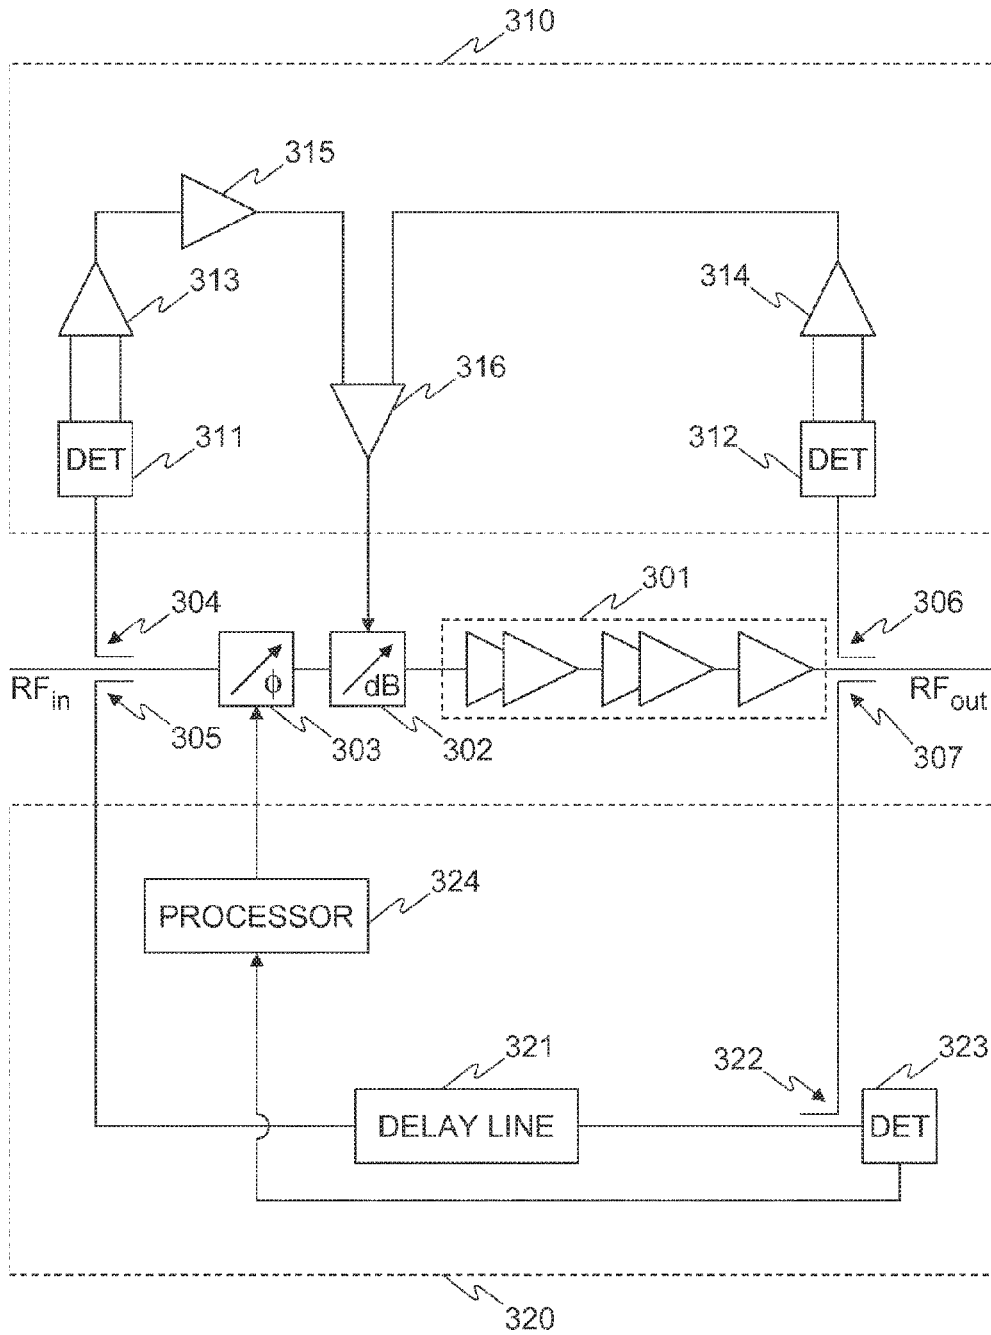 310
315
313
314
316
DET
311
312
DET
301
304
306
RFin
φ
dB
RFout
305
303
302
307
324
PROCESSOR
321
322
323
DELAY LINE
DET
320